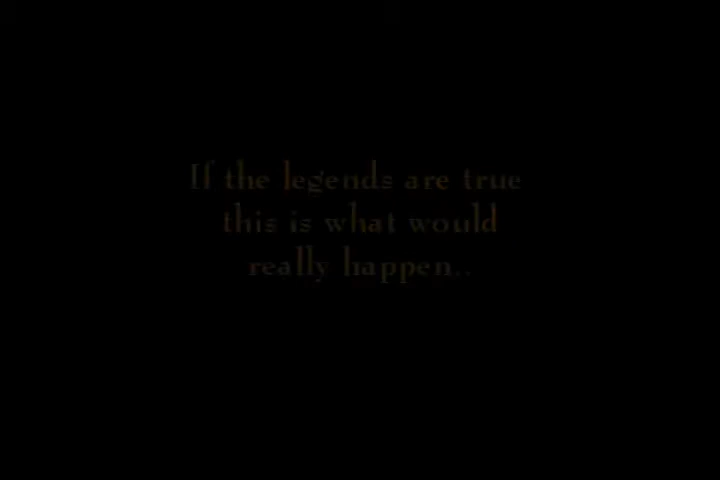 If the legends are true
this is what would
really happen..